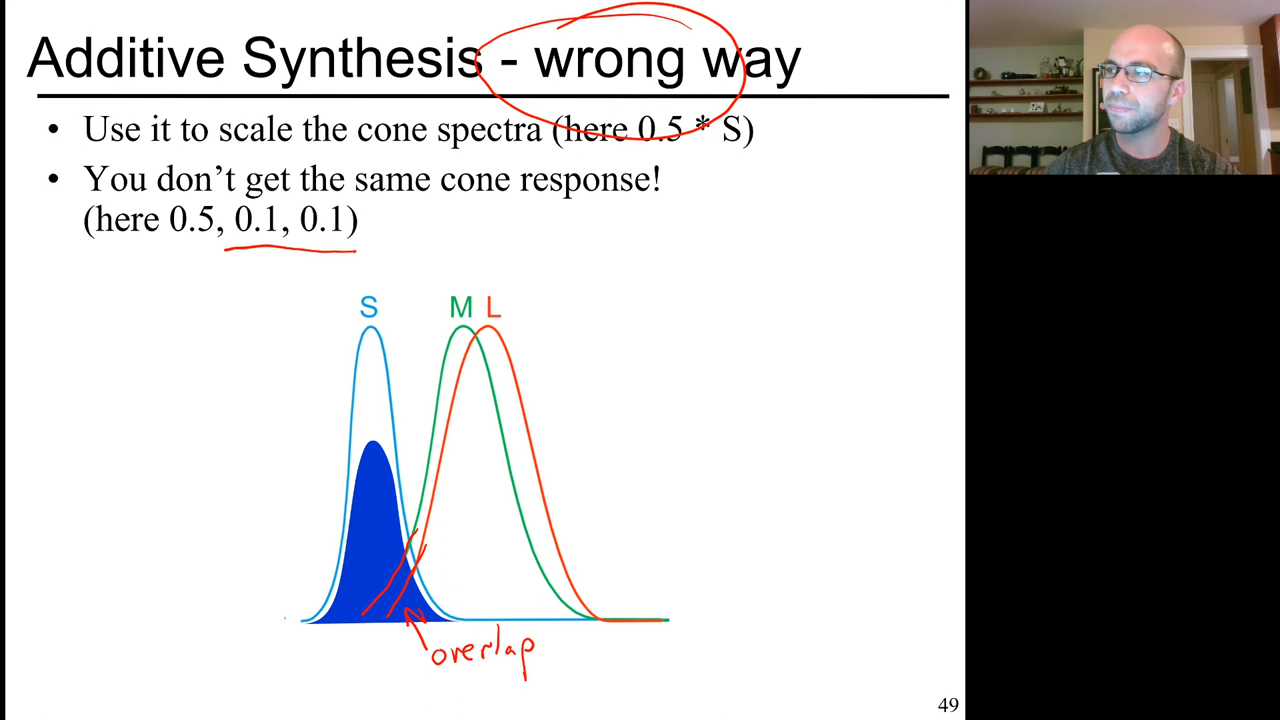 Additive Synthesis - wrong way
• Use it to scale the cone spectra (here 0.5 * S)
• You don’t get the same cone response!
(here 0.5, 0.1, 0.1)
S M L
overlap
49